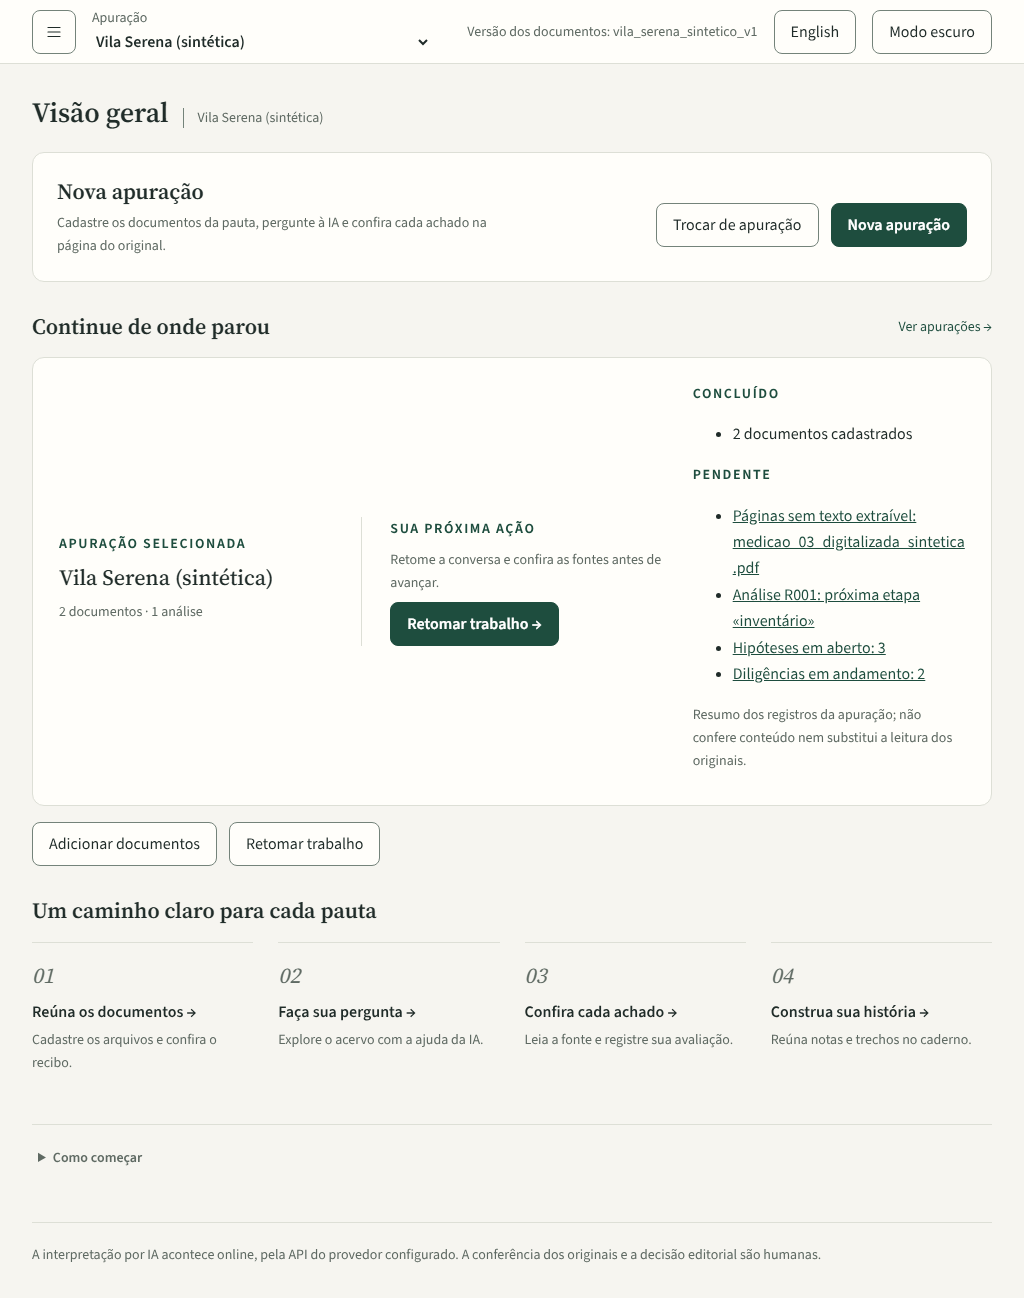 Apuração
Vila Serena (sintética)
Versão dos documentos: vila_serena_sintetico_v1
English
Modo escuro
Visão geral
Vila Serena (sintética)
Nova apuração
Cadastre os documentos da pauta, pergunte à IA e confira cada achado na
página do original.
Trocar de apuração
Nova apuração
Continue de onde parou
Ver apurações →
APURAÇÃO SELECIONADA
Vila Serena (sintética)
2 documentos · 1 análise
SUA PRÓXIMA AÇÃO
Retome a conversa e confira as fontes antes de
avançar.
Retomar trabalho →
CONCLUÍDO
• 2 documentos cadastrados
PENDENTE
• Páginas sem texto extraível:
medicao_03_digitalizada_sintetica
.pdf
• Análise R001: próxima etapa
«inventário»
• Hipóteses em aberto: 3
• Diligências em andamento: 2
Resumo dos registros da apuração; não
confere conteúdo nem substitui a leitura dos
originais.
Adicionar documentos
Retomar trabalho
Um caminho claro para cada pauta
01
Reúna os documentos →
Cadastre os arquivos e confira o
recibo.
02
Faça sua pergunta →
Explore o acervo com a ajuda da IA.
03
Confira cada achado →
Leia a fonte e registre sua avaliação.
04
Construa sua história →
Reúna notas e trechos no caderno.
Como começar
A interpretação por IA acontece online, pela API do provedor configurado. A conferência dos originais e a decisão editorial são humanas.